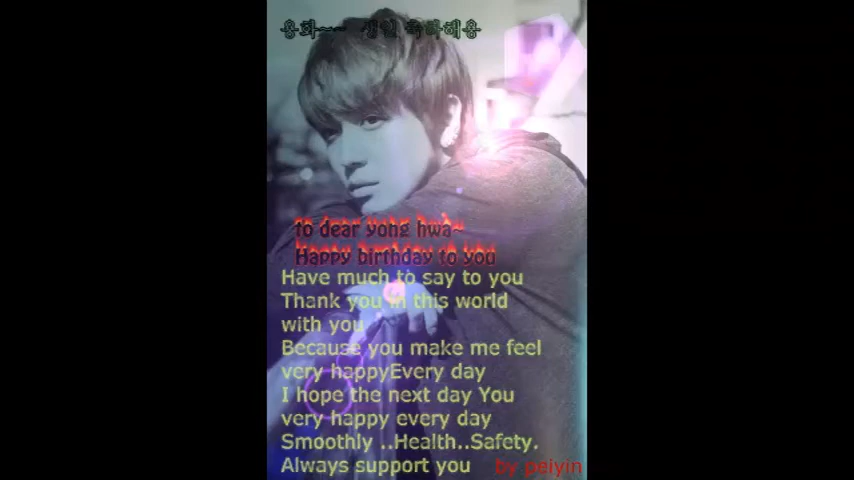 용화~~ 생일 축하해용
to dear yong hwa~
Happy birthday to you
Have much to say to you
Thank you in this world
with you
Because you make me feel
very happyEvery day
I hope the next day You
very happy every day
Smoothly ..Health..Safety.
Always support you
by peiyin